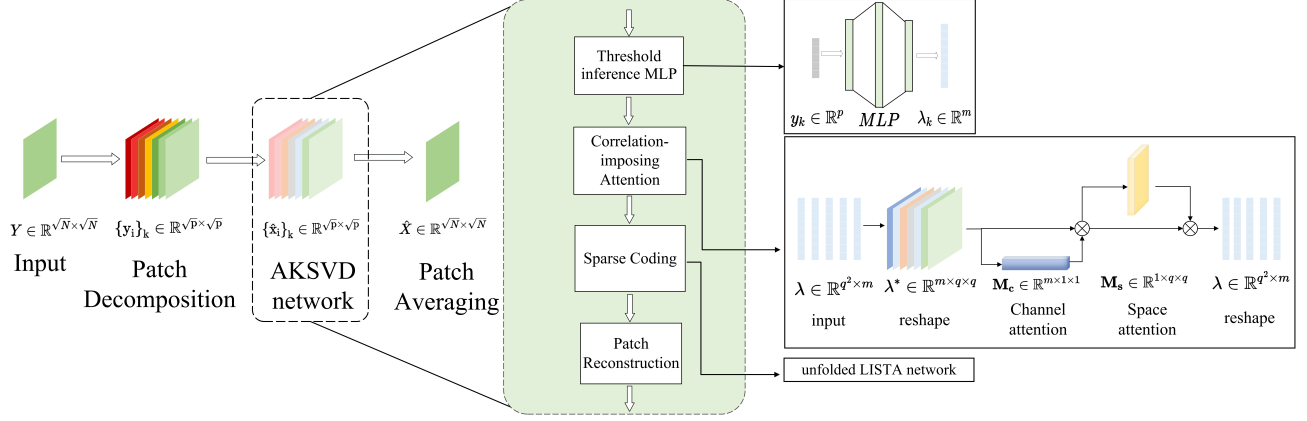 Y ∈ ℝ^{√N×√N}
Input
{y_i}_k ∈ ℝ^{√p×√p}
Patch
Decomposition
{x̂_i}_k ∈ ℝ^{√p×√p}
AKSVD
network
X̂ ∈ ℝ^{√N×√N}
Patch
Averaging
Threshold
inference MLP
Correlation-
imposing
Attention
Sparse Coding
Patch
Reconstruction
y_k ∈ ℝ^p
MLP
λ_k ∈ ℝ^m
λ ∈ ℝ^{q²×m}
input
λ* ∈ ℝ^{m×q×q}
reshape
M_c ∈ ℝ^{m×1×1}
Channel
attention
M_s ∈ ℝ^{1×q×q}
Space
attention
λ ∈ ℝ^{q²×m}
reshape
unfolded LISTA network